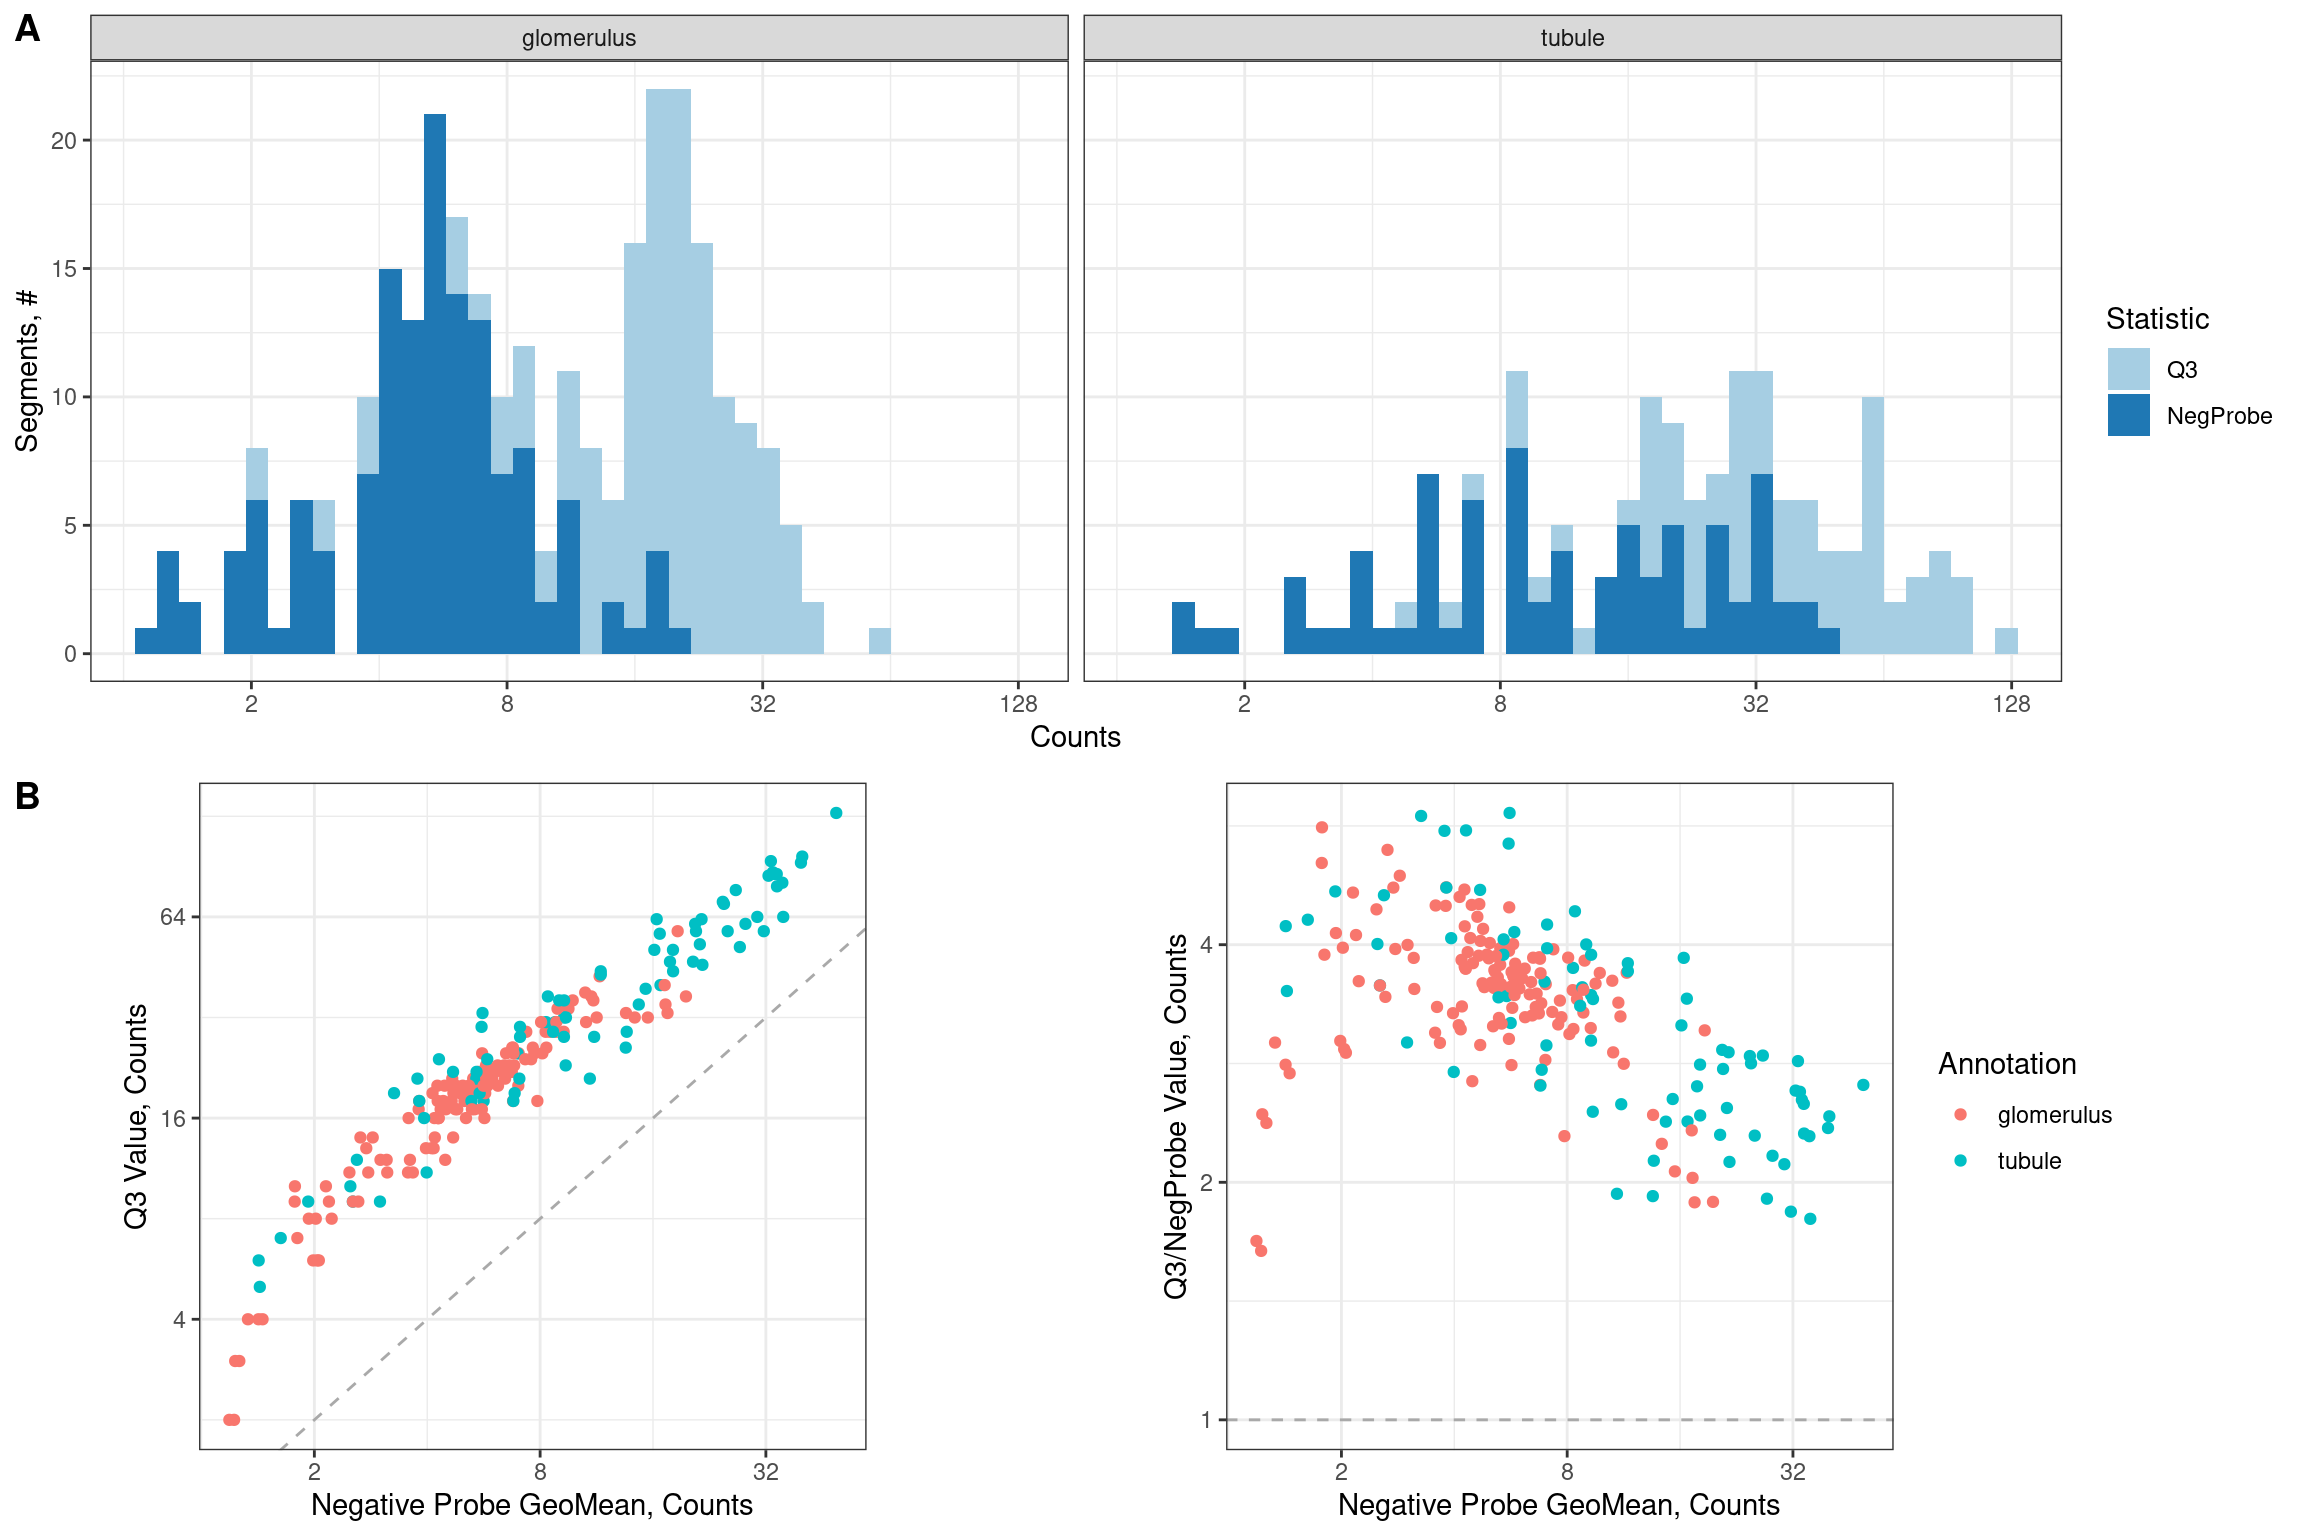 A
glomerulus
tubule
20
15
10
5
0
Segments, #
2
8
32
128
2
8
32
128
Counts
Statistic
Q3
NegProbe
B
64
16
4
Q3 Value, Counts
2
8
32
Negative Probe GeoMean, Counts
4
2
1
Q3/NegProbe Value, Counts
2
8
32
Negative Probe GeoMean, Counts
Annotation
glomerulus
tubule